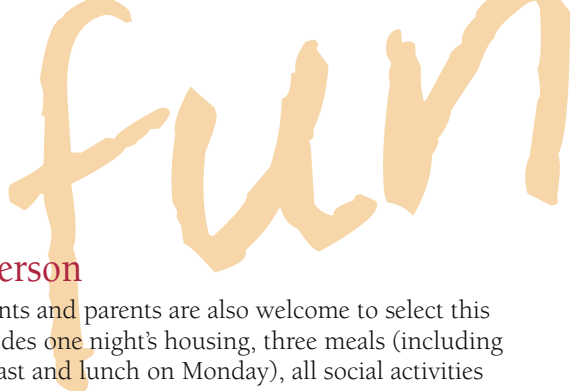 fun
erson
nts and parents are also welcome to select this
des one night's housing, three meals (including
ast and lunch on Monday), all social activities